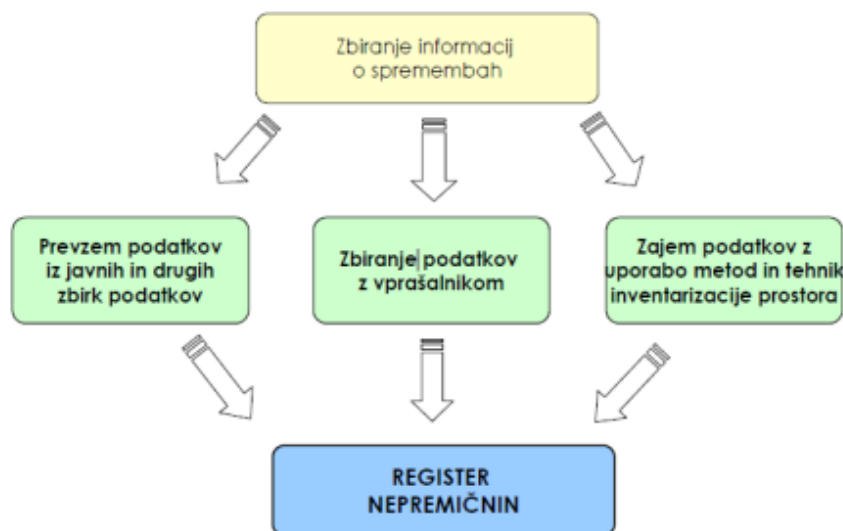 Zbiranje informacij
o spremembah
Prevzem podatkov
iz javnih in drugih
zbirk podatkov
Zbiranje podatkov
z vprašalnikom
Zajem podatkov z
uporabo metod in tehnik
inventarizacije prostora
REGISTER
NEPREMIČNIN